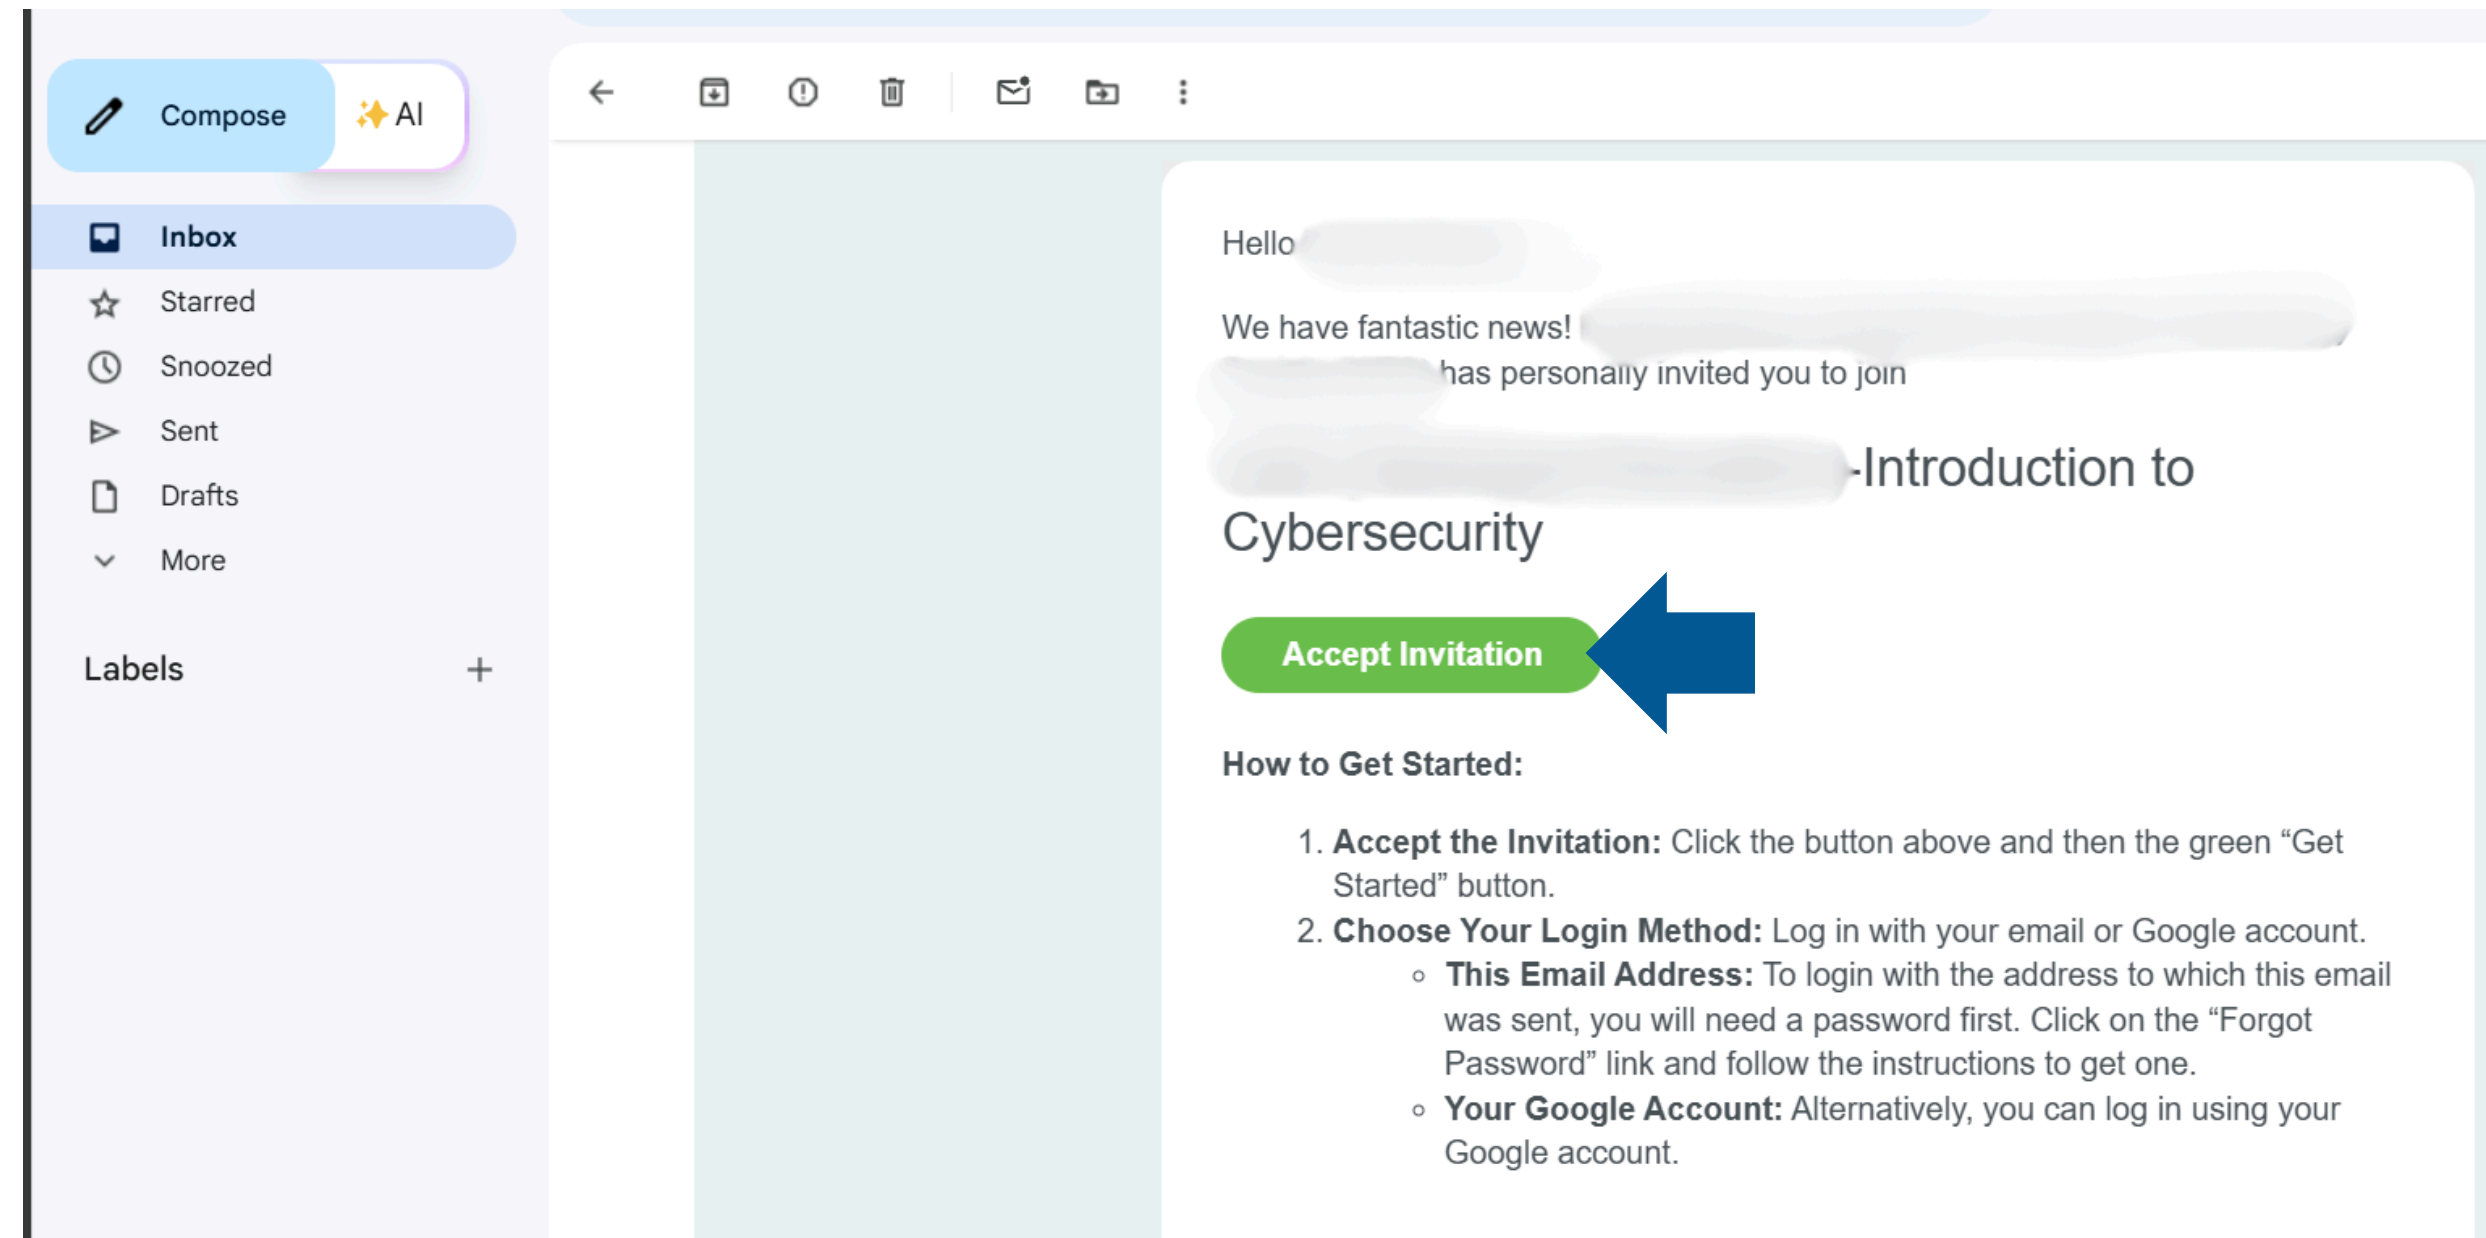 Compose
AI
Inbox
Starred
Snoozed
Sent
Drafts
More
Labels
Hello
We have fantastic news!
has personally invited you to join
-Introduction to
Cybersecurity
Accept Invitation
How to Get Started:
1. Accept the Invitation: Click the button above and then the green “Get
Started” button.
2. Choose Your Login Method: Log in with your email or Google account.
This Email Address: To login with the address to which this email
was sent, you will need a password first. Click on the “Forgot
Password” link and follow the instructions to get one.
Your Google Account: Alternatively, you can log in using your
Google account.